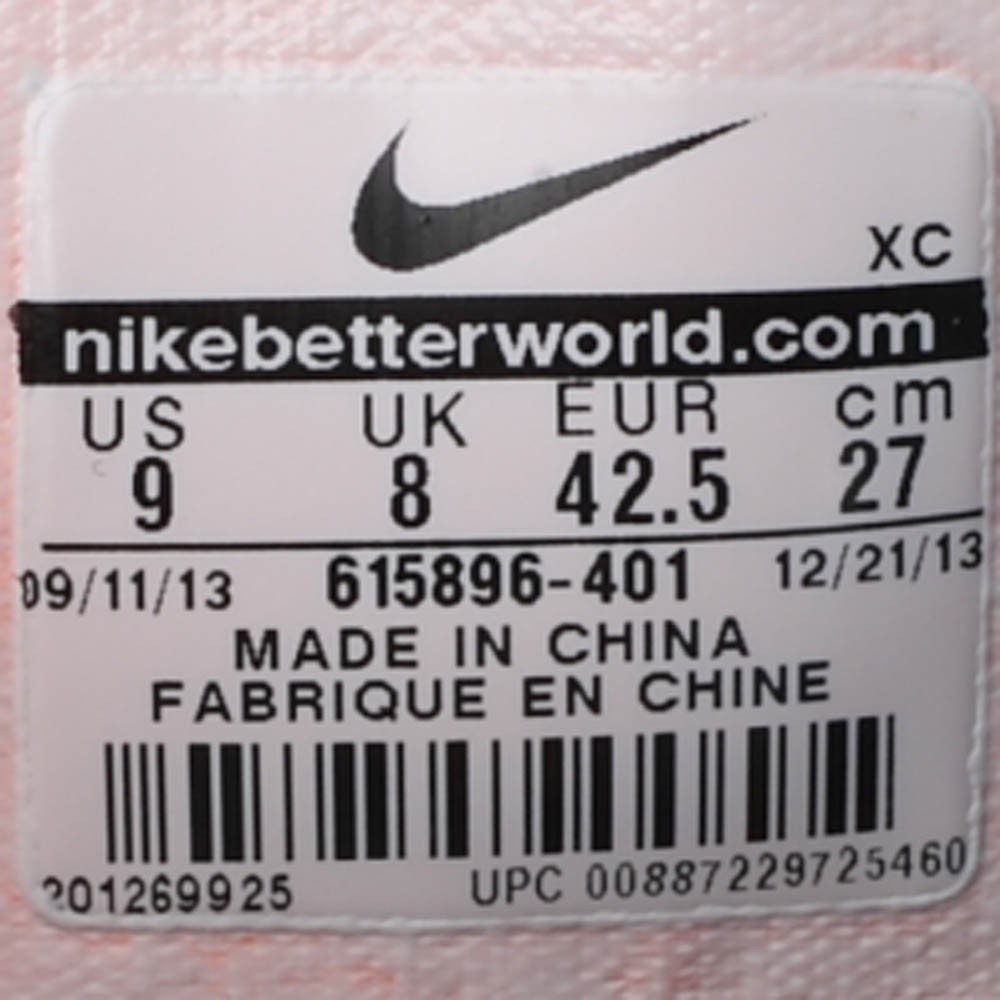 XC
nikebetterworld.com
US UK EUR cm
9 8 42.5 27
09/11/13 615896-401 12/21/13
MADE IN CHINA
FABRIQUE EN CHINE
201269925 UPC 00887229725460